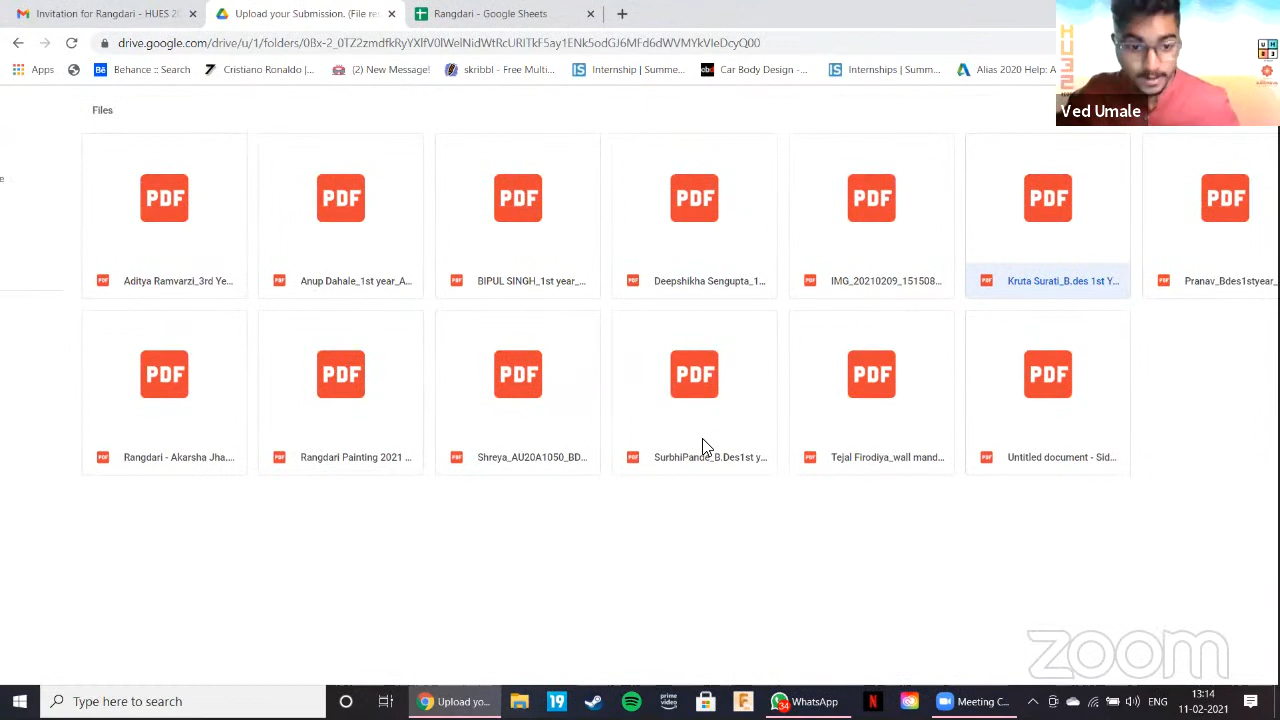 Invitation for Rangdari - HUES 20
Upload your Submission (File re
Rangdari - Google Sheets
drive.google.com/drive/u/1/folders/0Bx-2_0TZ2znidfkRyYXlfV0lWelNidWtRcURlTkF5ay1ENk5odGJ6MFd6dWVMYkVIeDcyQ00
Apps
Behance :: Search
Cristiano Ronaldo |...
(2) New Message!
skribbl - Free Multi...
Internship | Summe...
Car Body Design -...
Internships | Summ...
Alias 2020 Help: A
Ved Umale
Files
PDF
PDF
PDF
PDF
PDF
PDF
PDF
Aditya Ramvarzi_3rd Ye...
Anup Dahale_1st year_A...
BIPUL SINGH_1st year_...
Deepshikha Sengupta_1...
IMG_20210209_151508...
Kruta Surati_B.des 1st Y...
Pranav_Bdes1styear_
PDF
PDF
PDF
PDF
PDF
PDF
Rangdari - Akarsha Jha....
Rangdari Painting 2021 ...
Shreya_AU20A1050_BD...
SurbhiPande_B.Des1st y...
Tejal Firodiya_wall mand...
Untitled document - Sid...
zoom
Type here to search
Upload yo...
prime video
34
WhatsApp
Meeting C...
13:14
11-02-2021